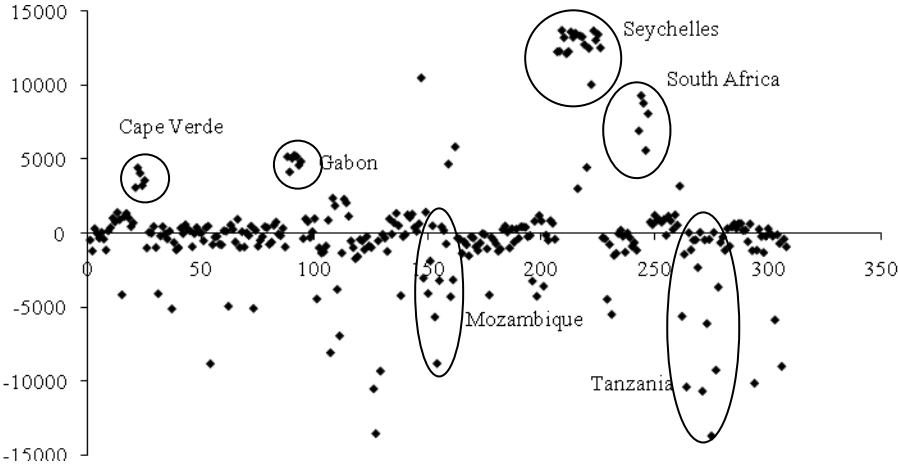 15000
Seychelles
10000
South Africa
Cape Verde
5000
Gabon
0
0 50 100 150 200 250 300 350
-5000
Mozambique
Tanzania
-10000
-15000